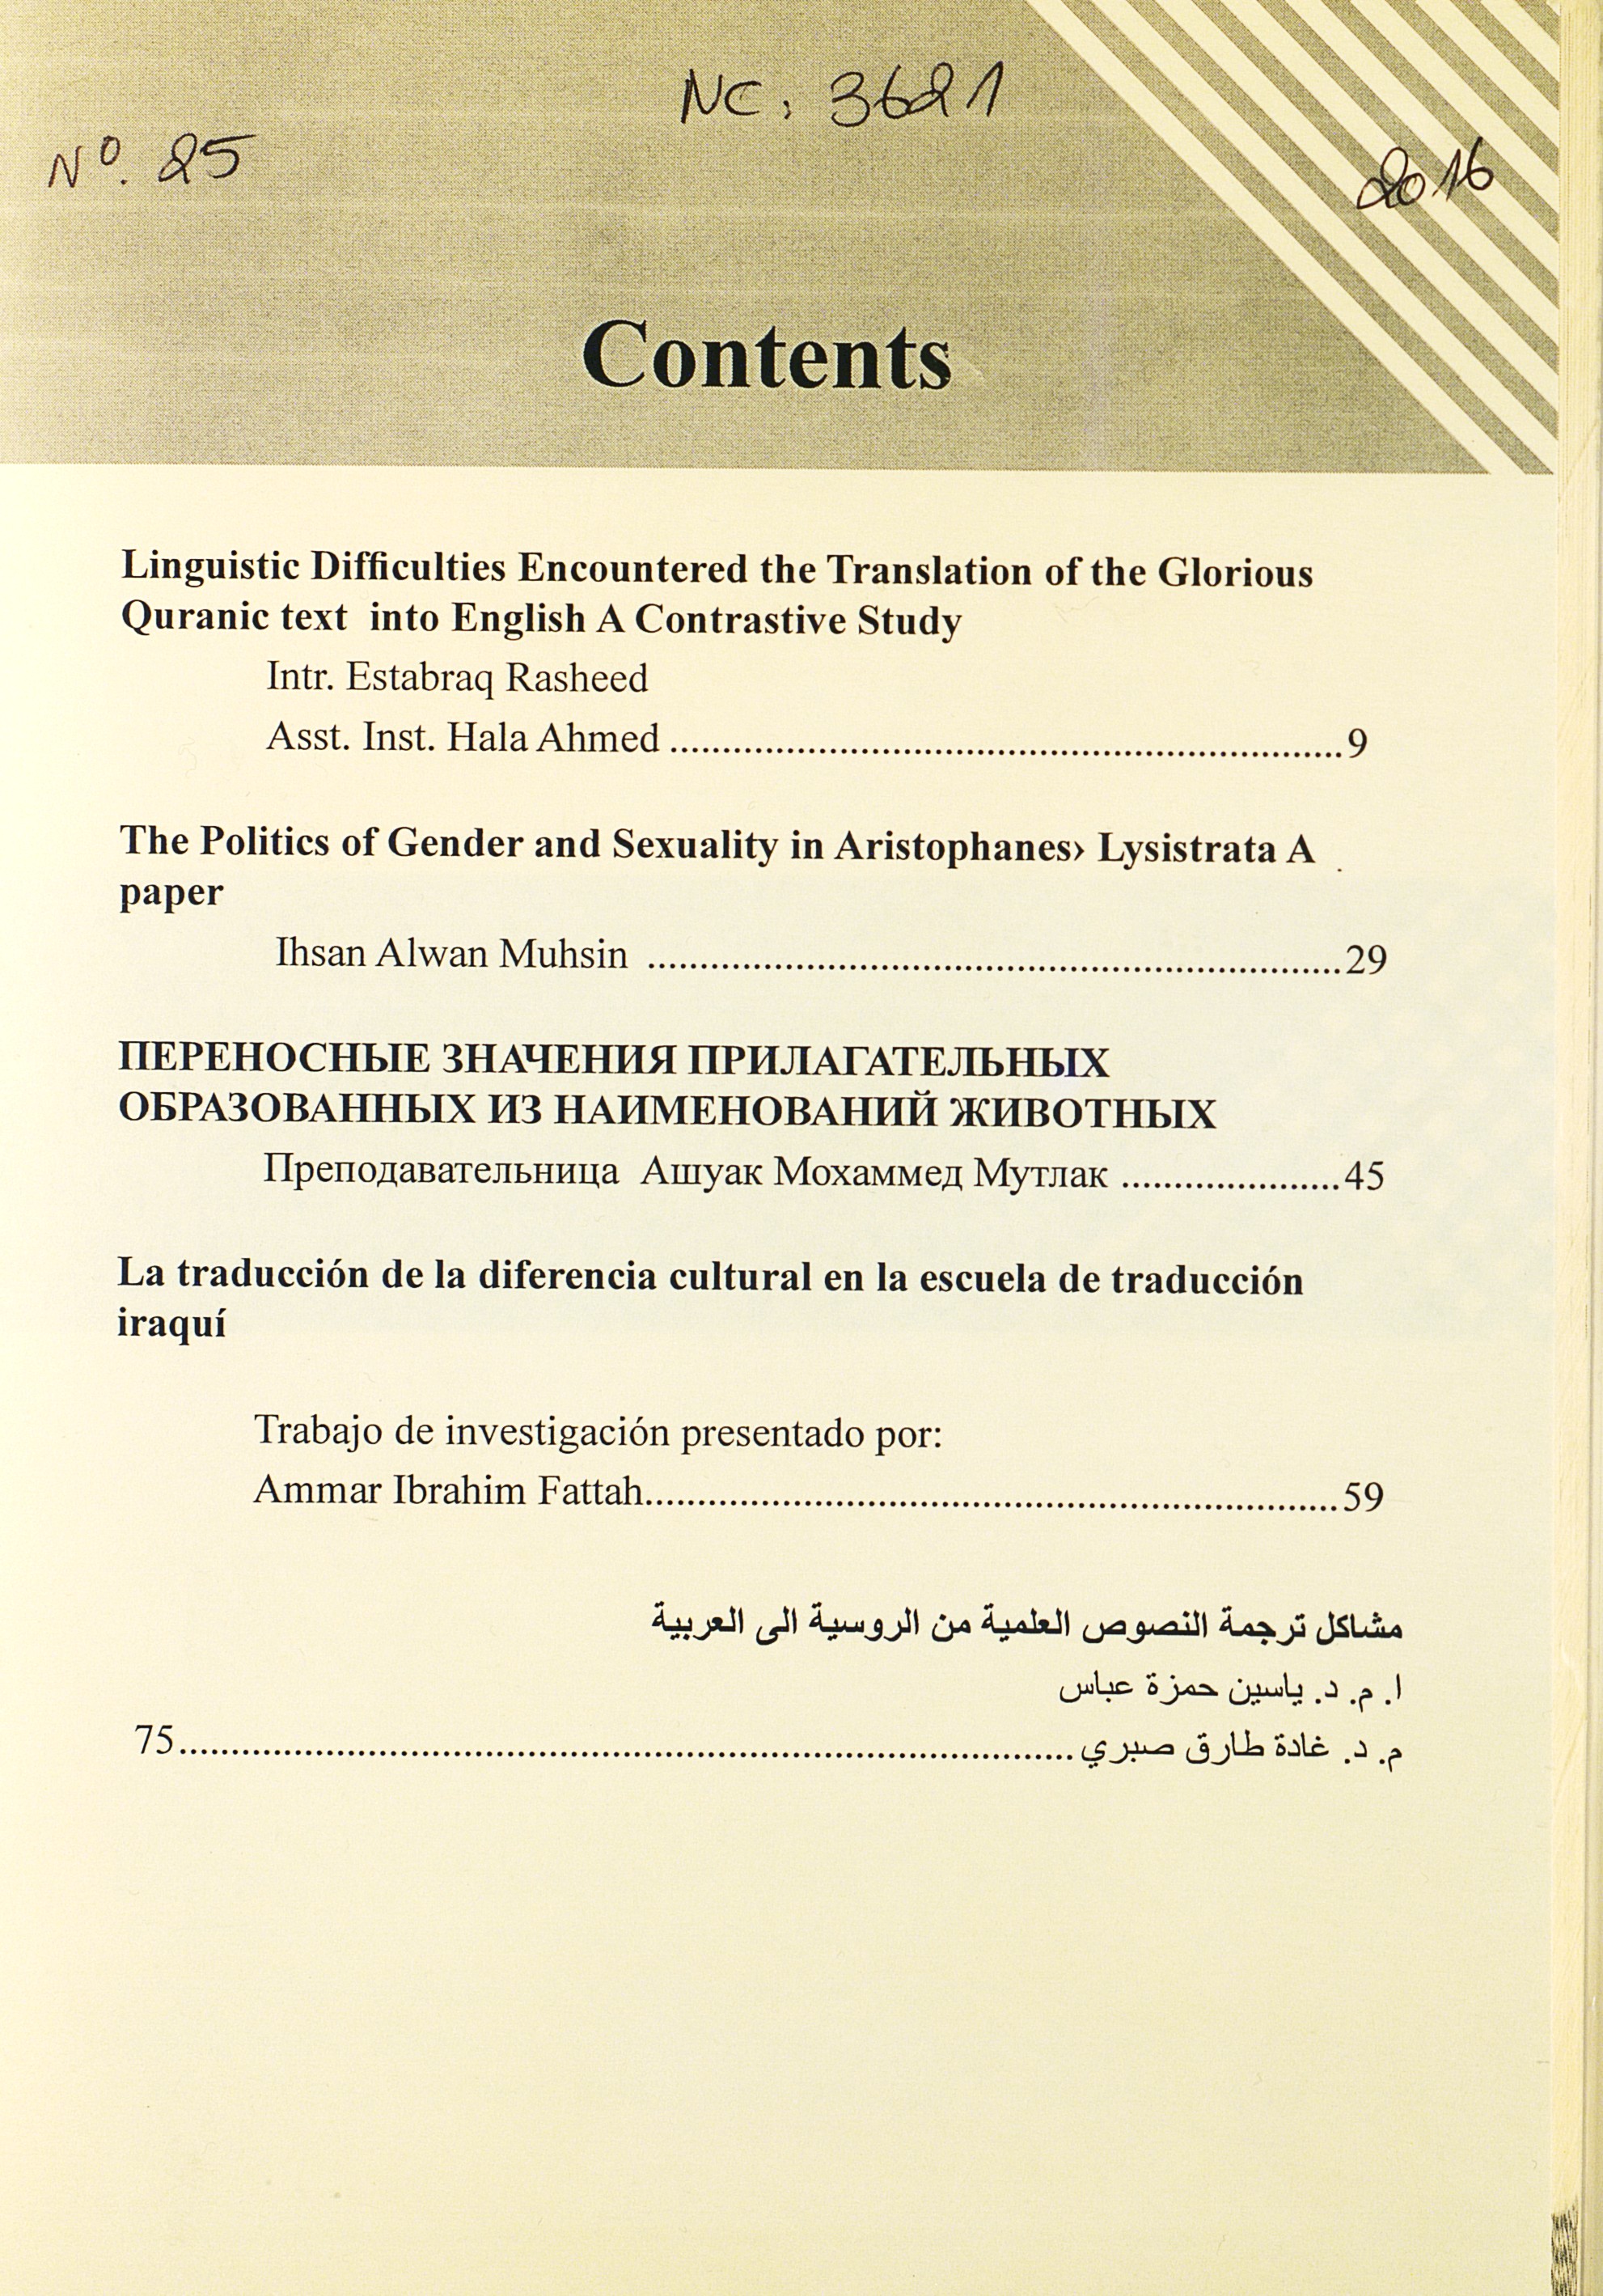 NC: 3621
Nº. 25
2016
Contents
Linguistic Difficulties Encountered the Translation of the Glorious
Quranic text into English A Contrastive Study
Intr. Estabraq Rasheed
Asst. Inst. Hala Ahmed ................................................................9
The Politics of Gender and Sexuality in Aristophanes› Lysistrata A
paper
Ihsan Alwan Muhsin ..................................................................29
ПЕРЕНОСНЫЕ ЗНАЧЕНИЯ ПРИЛАГАТЕЛЬНЫХ
ОБРАЗОВАННЫХ ИЗ НАИМЕНОВАНИЙ ЖИВОТНЫХ
Преподавательница Ашуак Мохаммед Мутлак .....................45
La traducción de la diferencia cultural en la escuela de traducción
iraquí
Trabajo de investigación presentado por:
Ammar Ibrahim Fattah..................................................................59
مشاكل ترجمة النصوص العلمية من الروسية الى العربية
ا. م. د. ياسين حمزة عباس
م. د. غادة طارق صبري.....................................................................................75